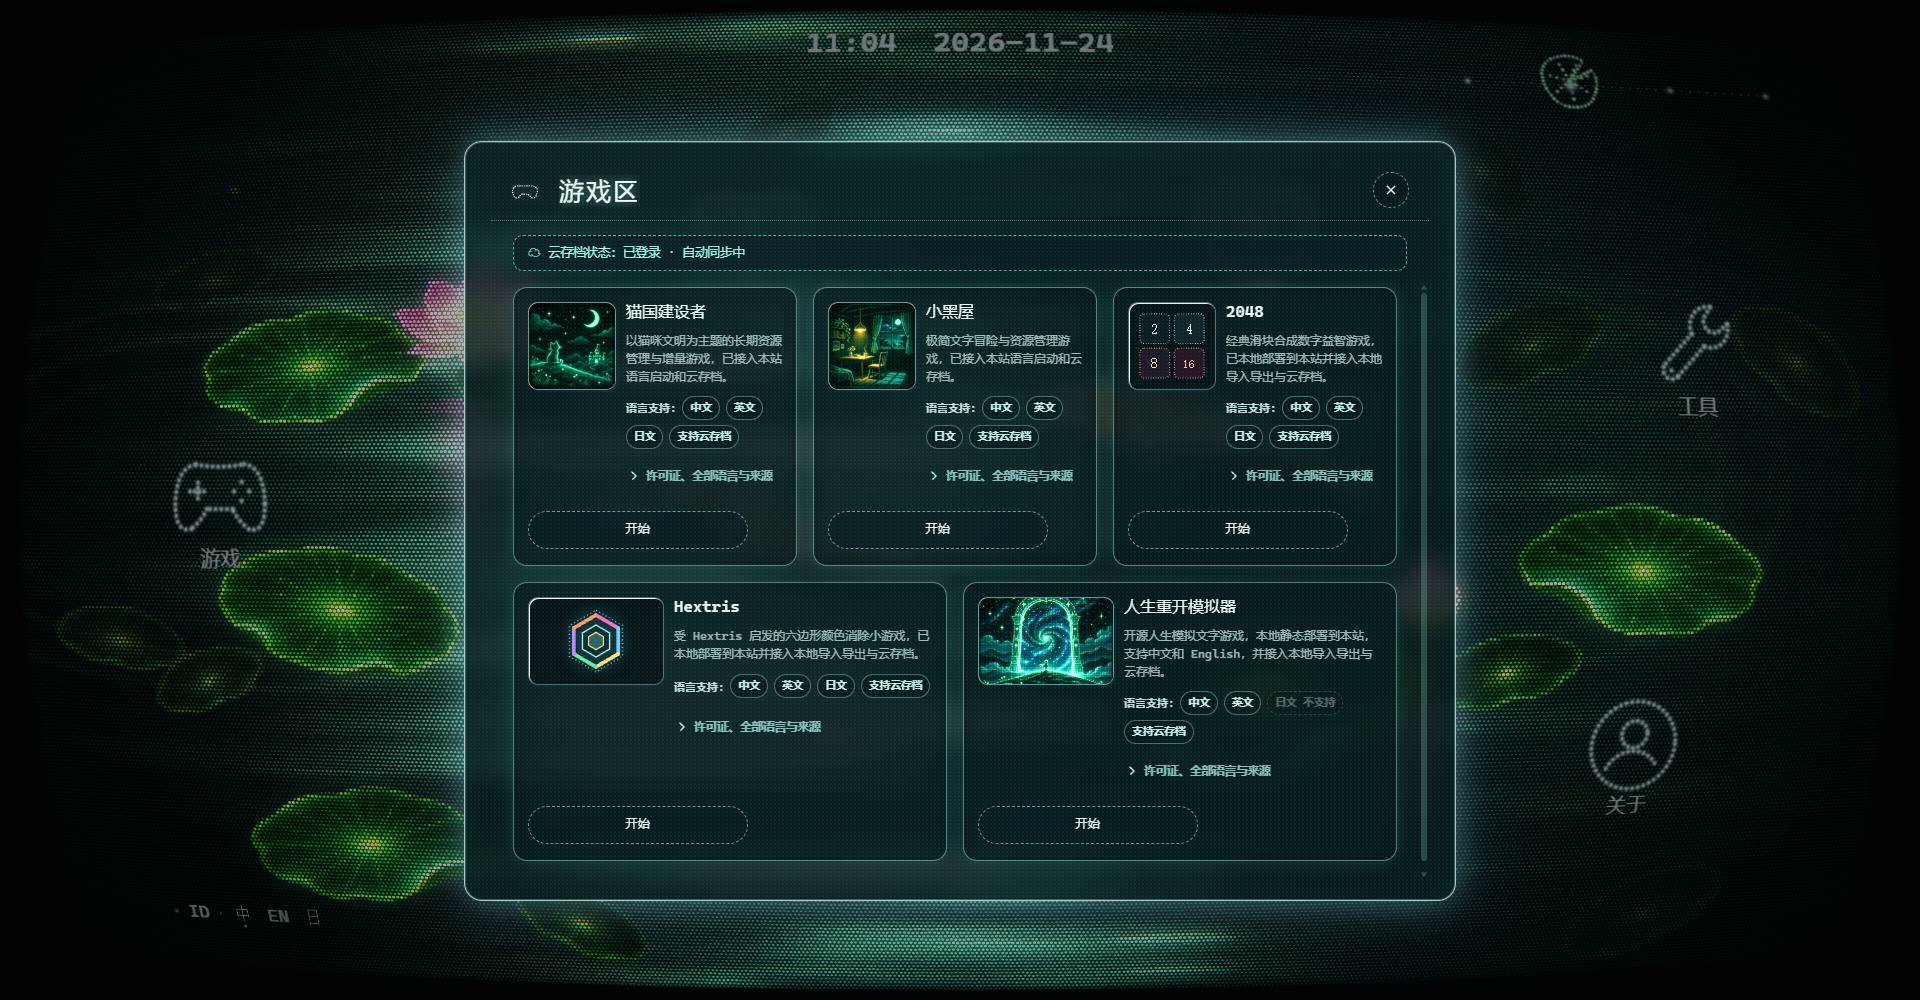 11:04 2026-11-24
游戏区
×
云存档状态: 已登录 · 自动同步中
猫国建设者
以猫咪文明为主题的长期资源
管理与增量游戏, 已接入本站
语言启动和云存档。
语言支持: 中文 英文
日文 支持云存档
许可证、全部语言与来源
开始
小黑屋
极简文字冒险与资源管理游
戏, 已接入本站语言启动和云
存档。
语言支持: 中文 英文
日文 支持云存档
许可证、全部语言与来源
开始
2 4
8 16
2048
经典滑块合成数字益智游戏,
已本地部署到本站并接入本地
导入导出与云存档。
语言支持: 中文 英文
日文 支持云存档
许可证、全部语言与来源
开始
Hextris
受 Hextris 启发的六边形颜色消除小游戏, 已
本地部署到本站并接入本地导入导出与云存档。
语言支持: 中文 英文 日文 支持云存档
许可证、全部语言与来源
开始
人生重开模拟器
开源人生模拟文字游戏, 本地静态部署到本站,
支持中文和 English, 并接入本地导入导出与
云存档。
语言支持: 中文 英文 日文 不支持
支持云存档
许可证、全部语言与来源
开始
游戏
工具
关于
· ID · 中 EN 日